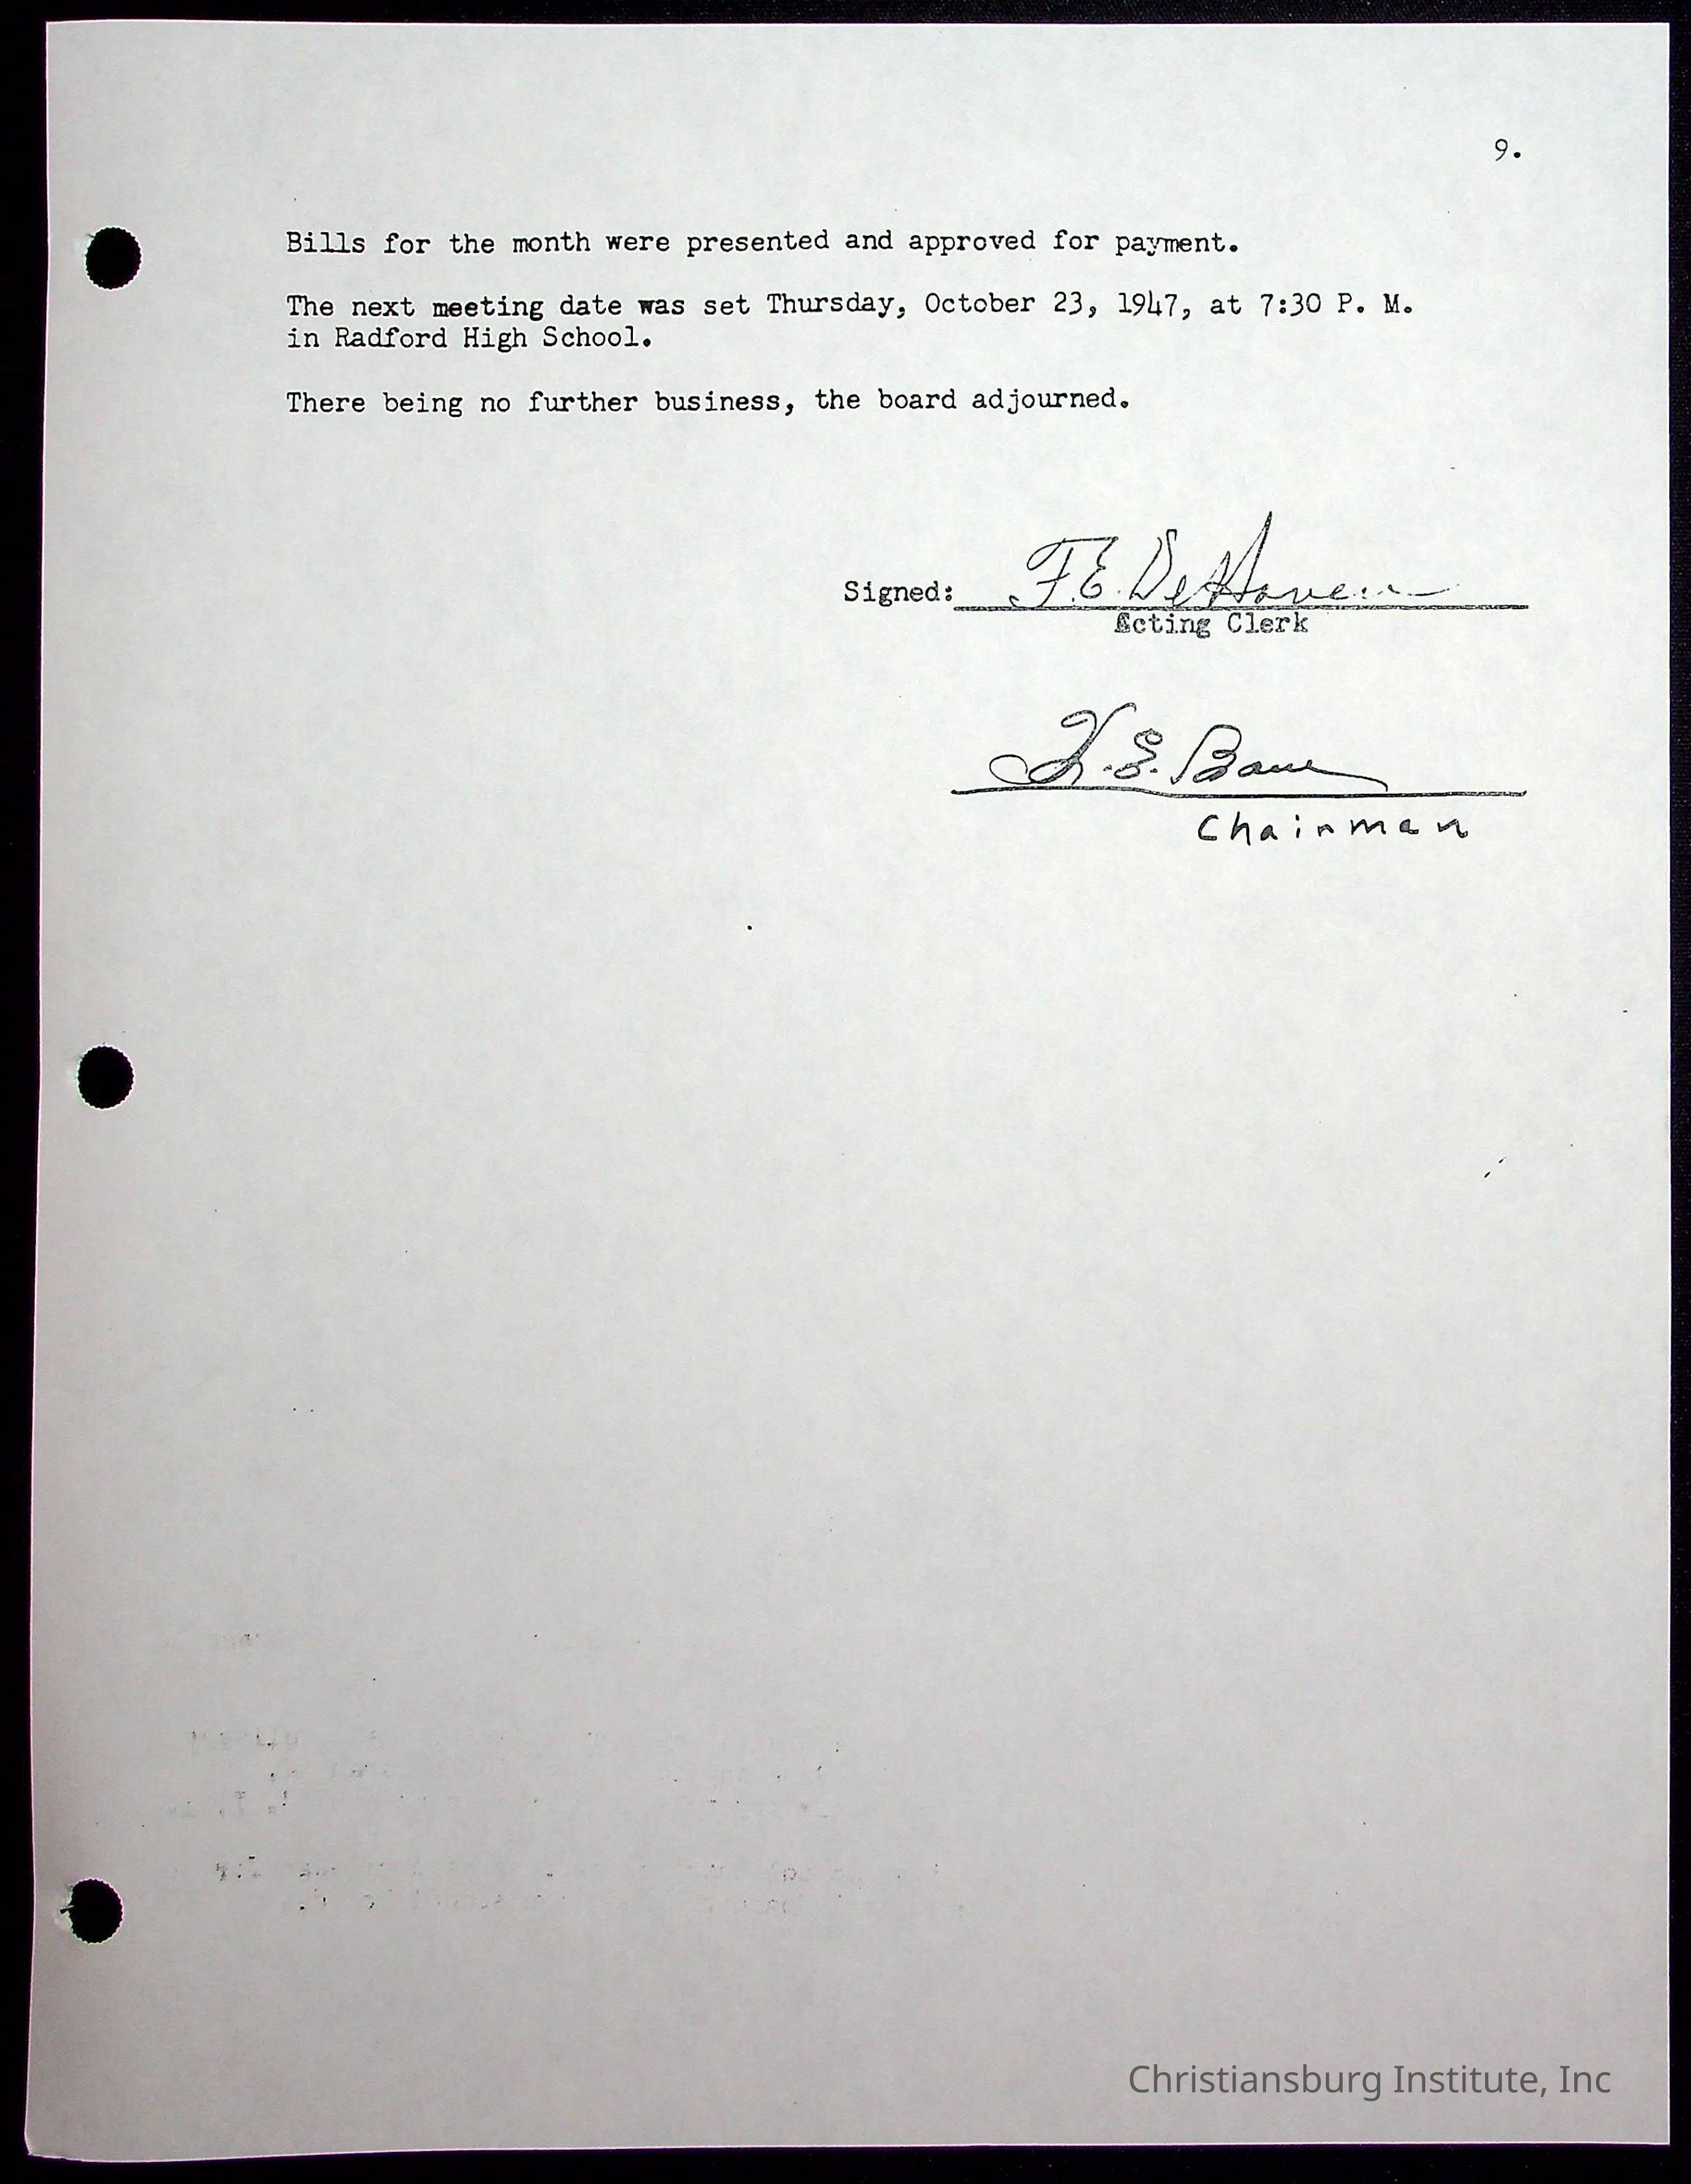 9.
Bills for the month were presented and approved for payment.
The next meeting date was set Thursday, October 23, 1947, at 7:30 P. M.
in Radford High School.
There being no further business, the board adjourned.
Signed: F.E. DeHaven
Acting Clerk
E. Bane
Chairman
Christiansburg Institute, Inc